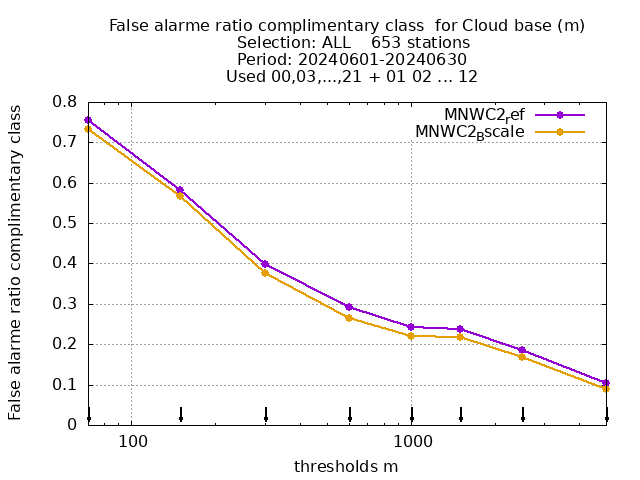 False alarme ratio complimentary class  for Cloud base (m)
Selection: ALL    653 stations
Period: 20240601-20240630
Used 00,03,...,21 + 01 02 ... 12
False alarme ratio complimentary class
0.8
0.7
0.6
0.5
0.4
0.3
0.2
0.1
0
MNWC2ref
MNWC2Bscale
100
1000
thresholds m